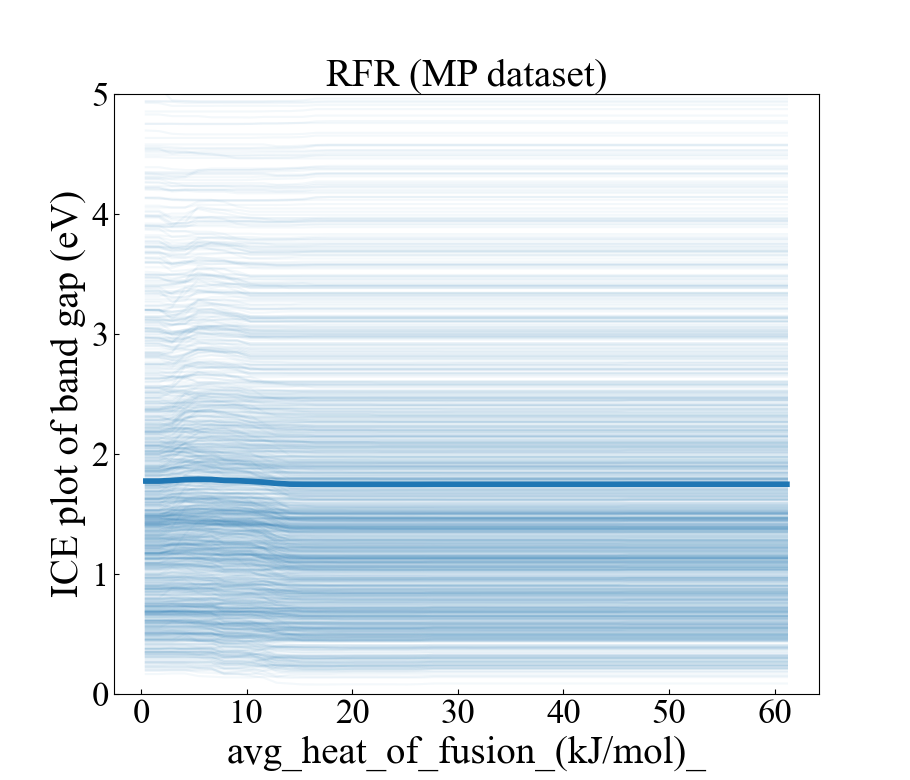 RFR (MP dataset)
ICE plot of band gap (eV)
5
4
3
2
1
0
0 10 20 30 40 50 60
avg_heat_of_fusion_(kJ/mol)_